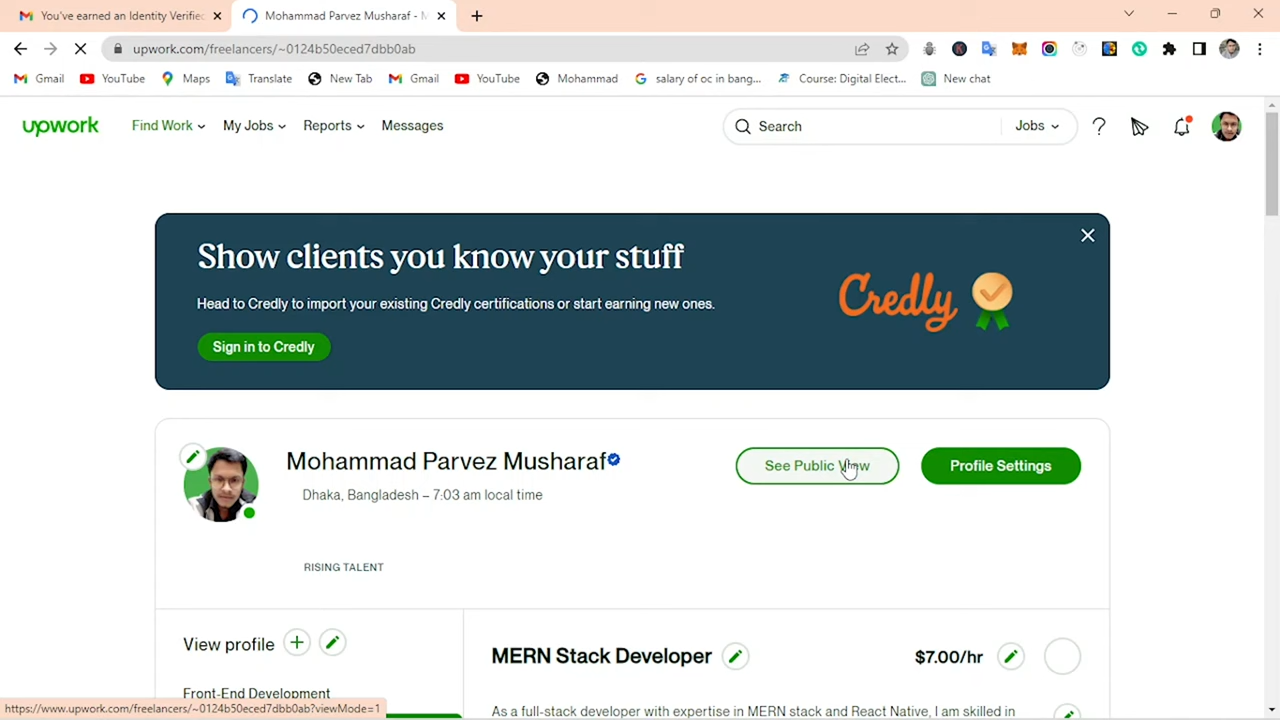 You've earned an Identity Verified
Mohammad Parvez Musharaf - M
upwork.com/freelancers/~0124b50eced7dbb0ab
Gmail YouTube Maps Translate New Tab Gmail YouTube Mohammad salary of oc in bang... Course: Digital Elect... New chat
upwork Find Work My Jobs Reports Messages Search Jobs ?
Show clients you know your stuff
Head to Credly to import your existing Credly certifications or start earning new ones.
Credly
Sign in to Credly
Mohammad Parvez Musharaf
See Public View Profile Settings
Dhaka, Bangladesh – 7:03 am local time
RISING TALENT
View profile
MERN Stack Developer $7.00/hr
Front-End Development
https://www.upwork.com/freelancers/~0124b50eced7dbb0ab?viewMode=1
As a full-stack developer with expertise in MERN stack and React Native, I am skilled in